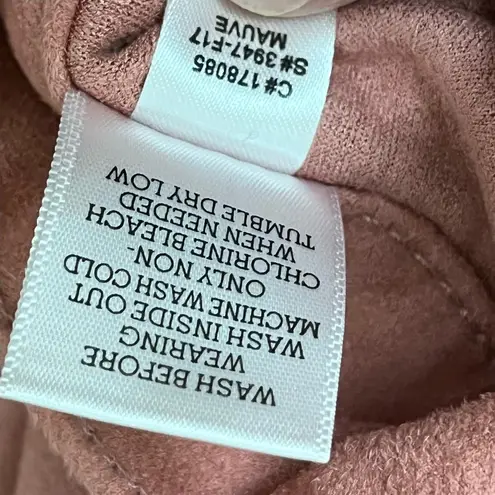 WASH BEFORE
WEARING
WASH INSIDE OUT
MACHINE WASH COLD
ONLY NON-
CHLORINE BLEACH
WHEN NEEDED
TUMBLE DRY LOW
C#178085
S#3947-F17
MAUVE